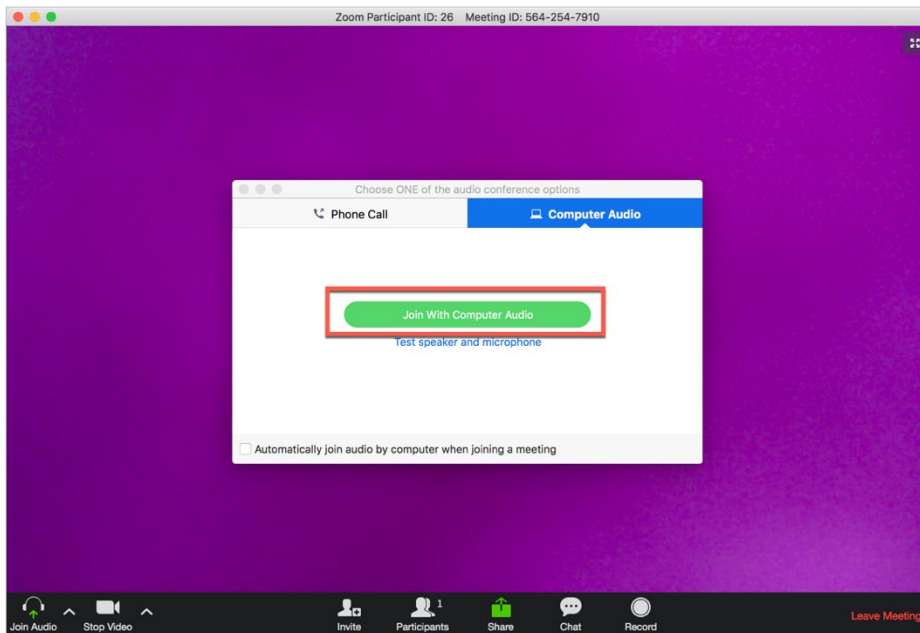 Zoom Participant ID: 26 Meeting ID: 564-254-7910
Choose ONE of the audio conference options
Phone Call Computer Audio
Join With Computer Audio
Test speaker and microphone
Automatically join audio by computer when joining a meeting
1
Join Audio Stop Video Invite Participants Share Chat Record Leave Meeting